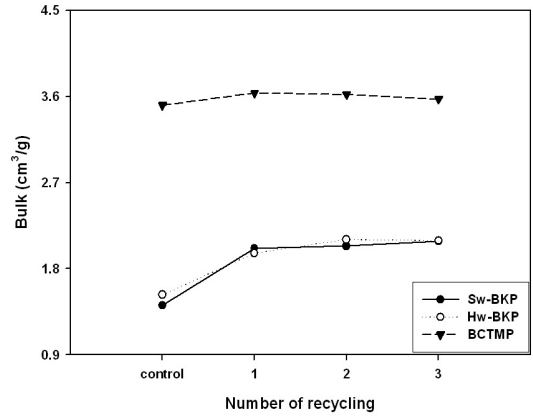 4.5
3.6
2.7
1.8
0.9
Bulk (cm³/g)
Sw-BKP
Hw-BKP
BCTMP
control 1 2 3
Number of recycling